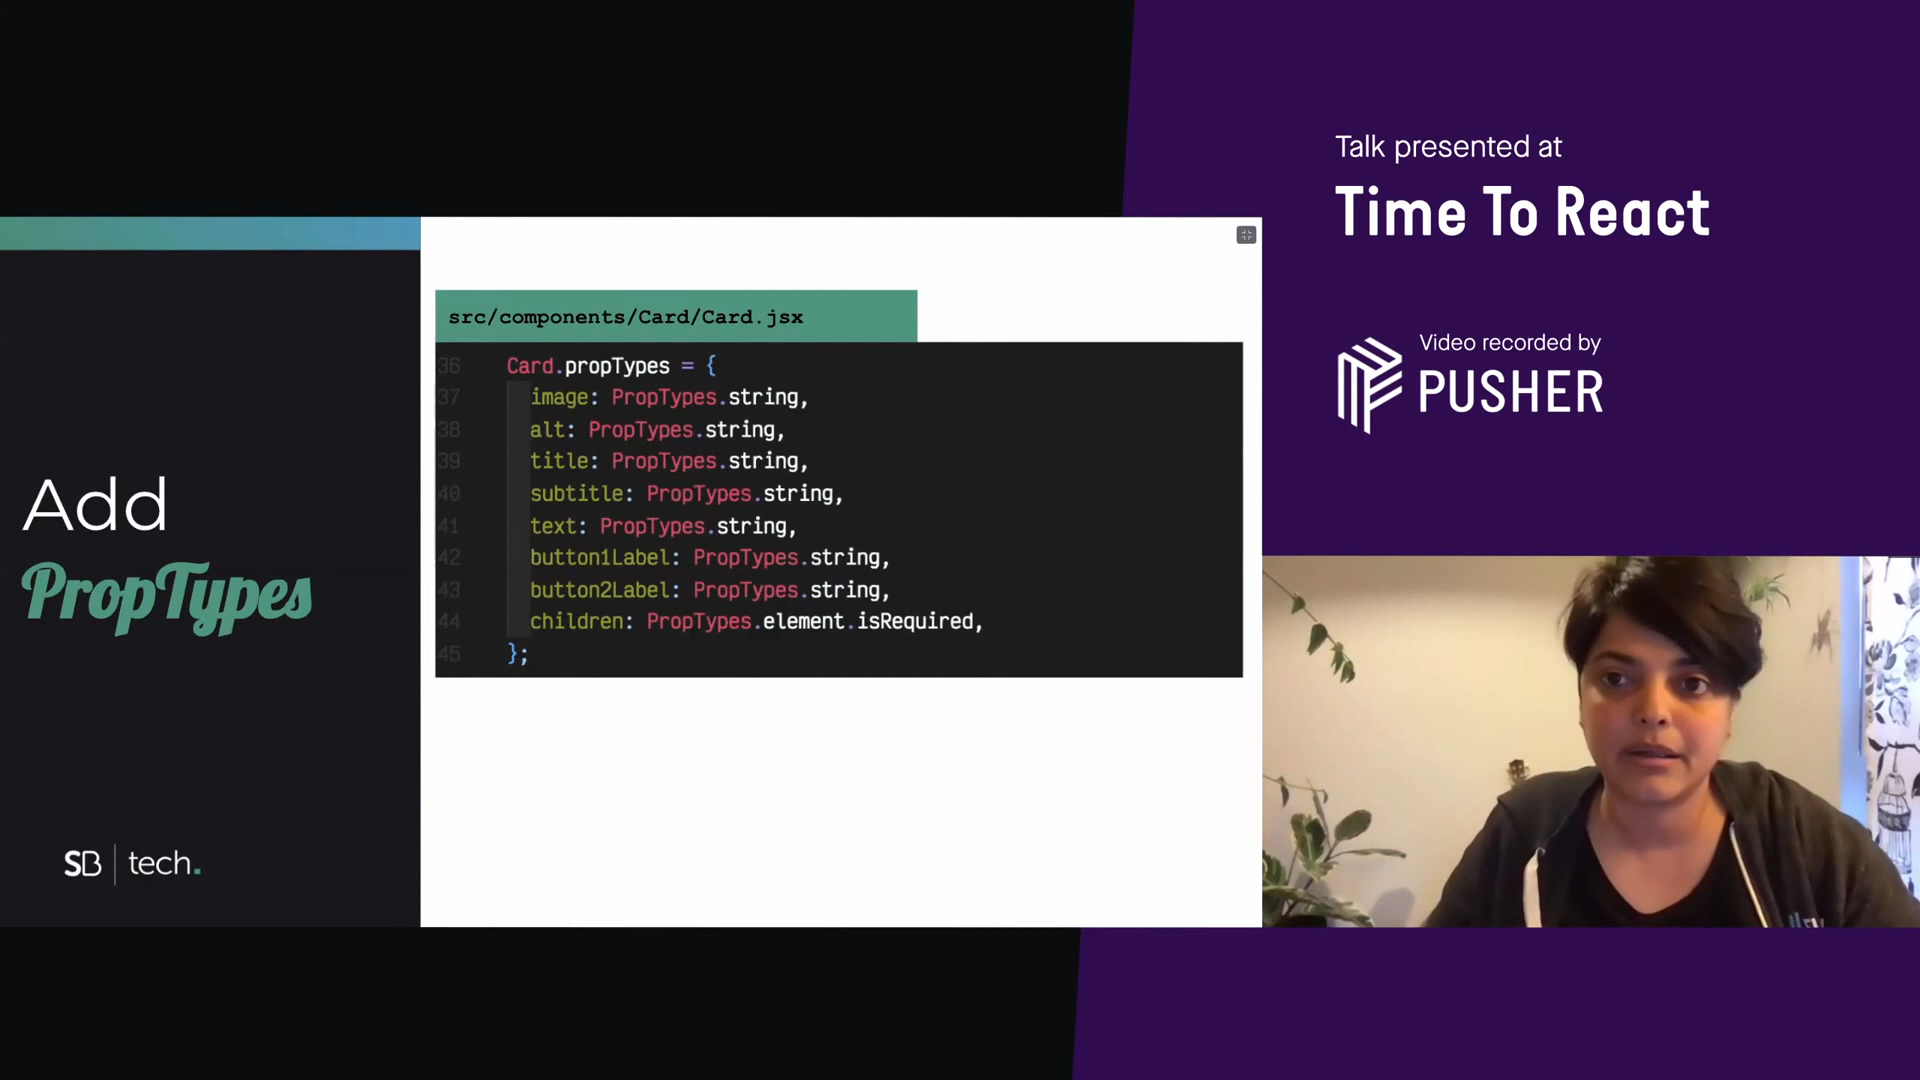 Add
PropTypes
SB | tech.
src/components/Card/Card.jsx
36 Card.propTypes = {
37 image: PropTypes.string,
38 alt: PropTypes.string,
39 title: PropTypes.string,
40 subtitle: PropTypes.string,
41 text: PropTypes.string,
42 button1Label: PropTypes.string,
43 button2Label: PropTypes.string,
44 children: PropTypes.element.isRequired,
45 };
Talk presented at
Time To React
Video recorded by
PUSHER